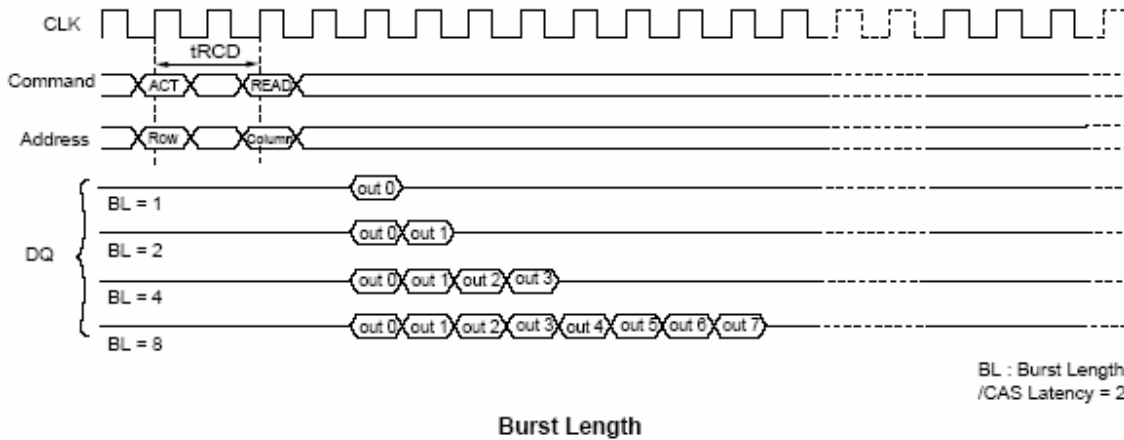 CLK
tRCD
Command ACT READ
Address Row Column
out 0
BL = 1
out 0 out 1
BL = 2
DQ
out 0 out 1 out 2 out 3
BL = 4
out 0 out 1 out 2 out 3 out 4 out 5 out 6 out 7
BL = 8
BL : Burst Length
/CAS Latency = 2
Burst Length